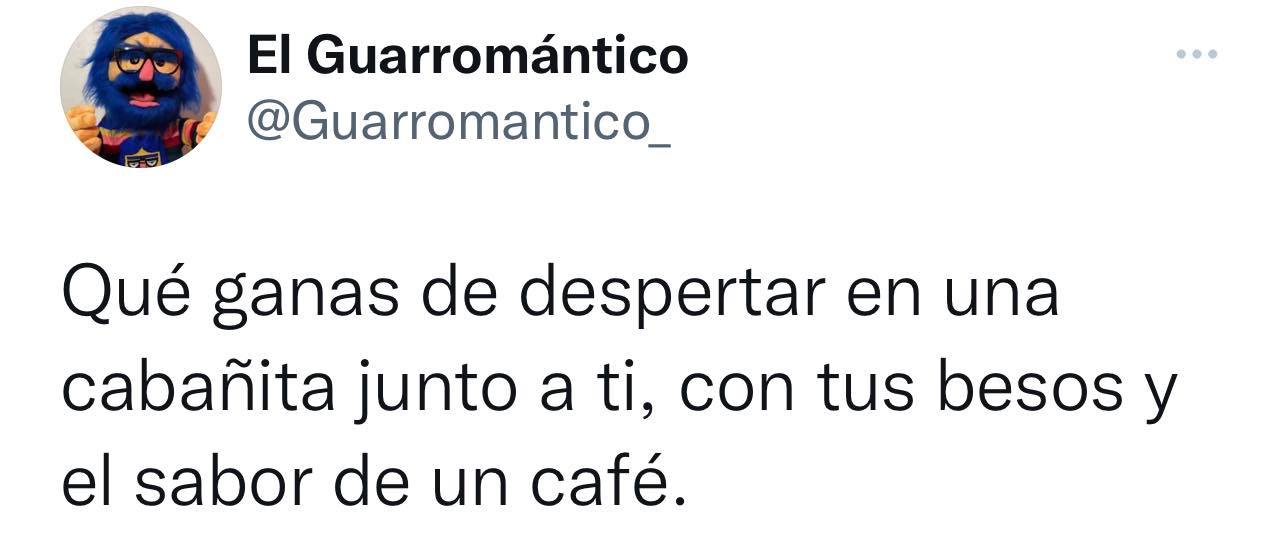 El Guarromántico
@Guarromantico_
Qué ganas de despertar en una
cabañita junto a ti, con tus besos y
el sabor de un café.